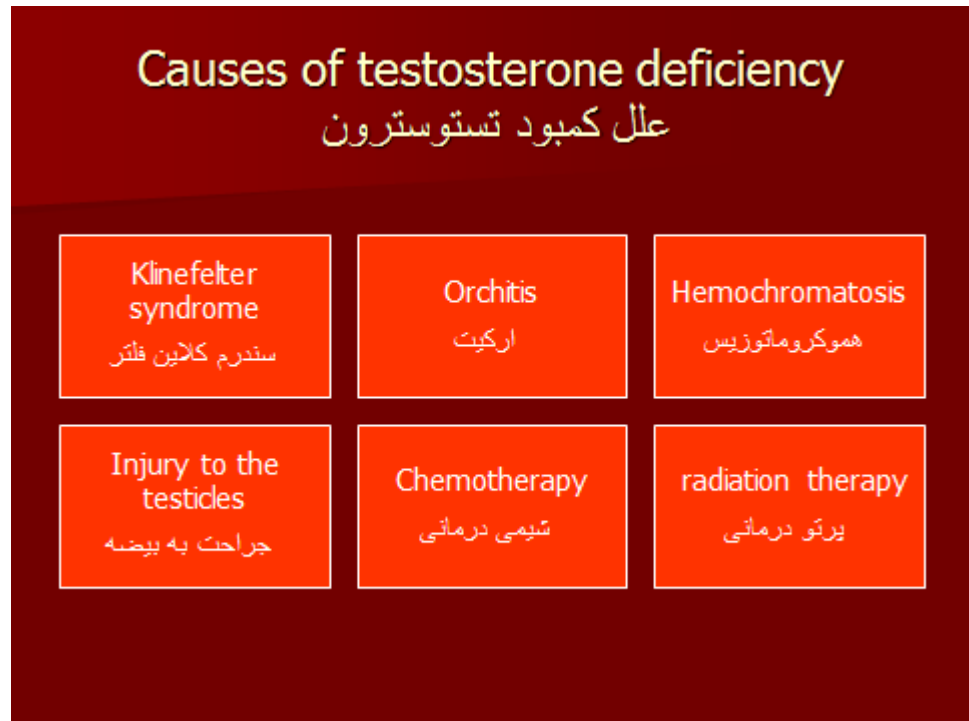 Causes of testosterone deficiency
علل کمبود تستوسترون
Klinefelter
syndrome
سندرم کلاین فلتر
Orchitis
ارکیت
Hemochromatosis
هموکروماتوزیس
Injury to the
testicles
جراحت به بیضه
Chemotherapy
شیمی درمانی
radiation therapy
پرتو درمانی